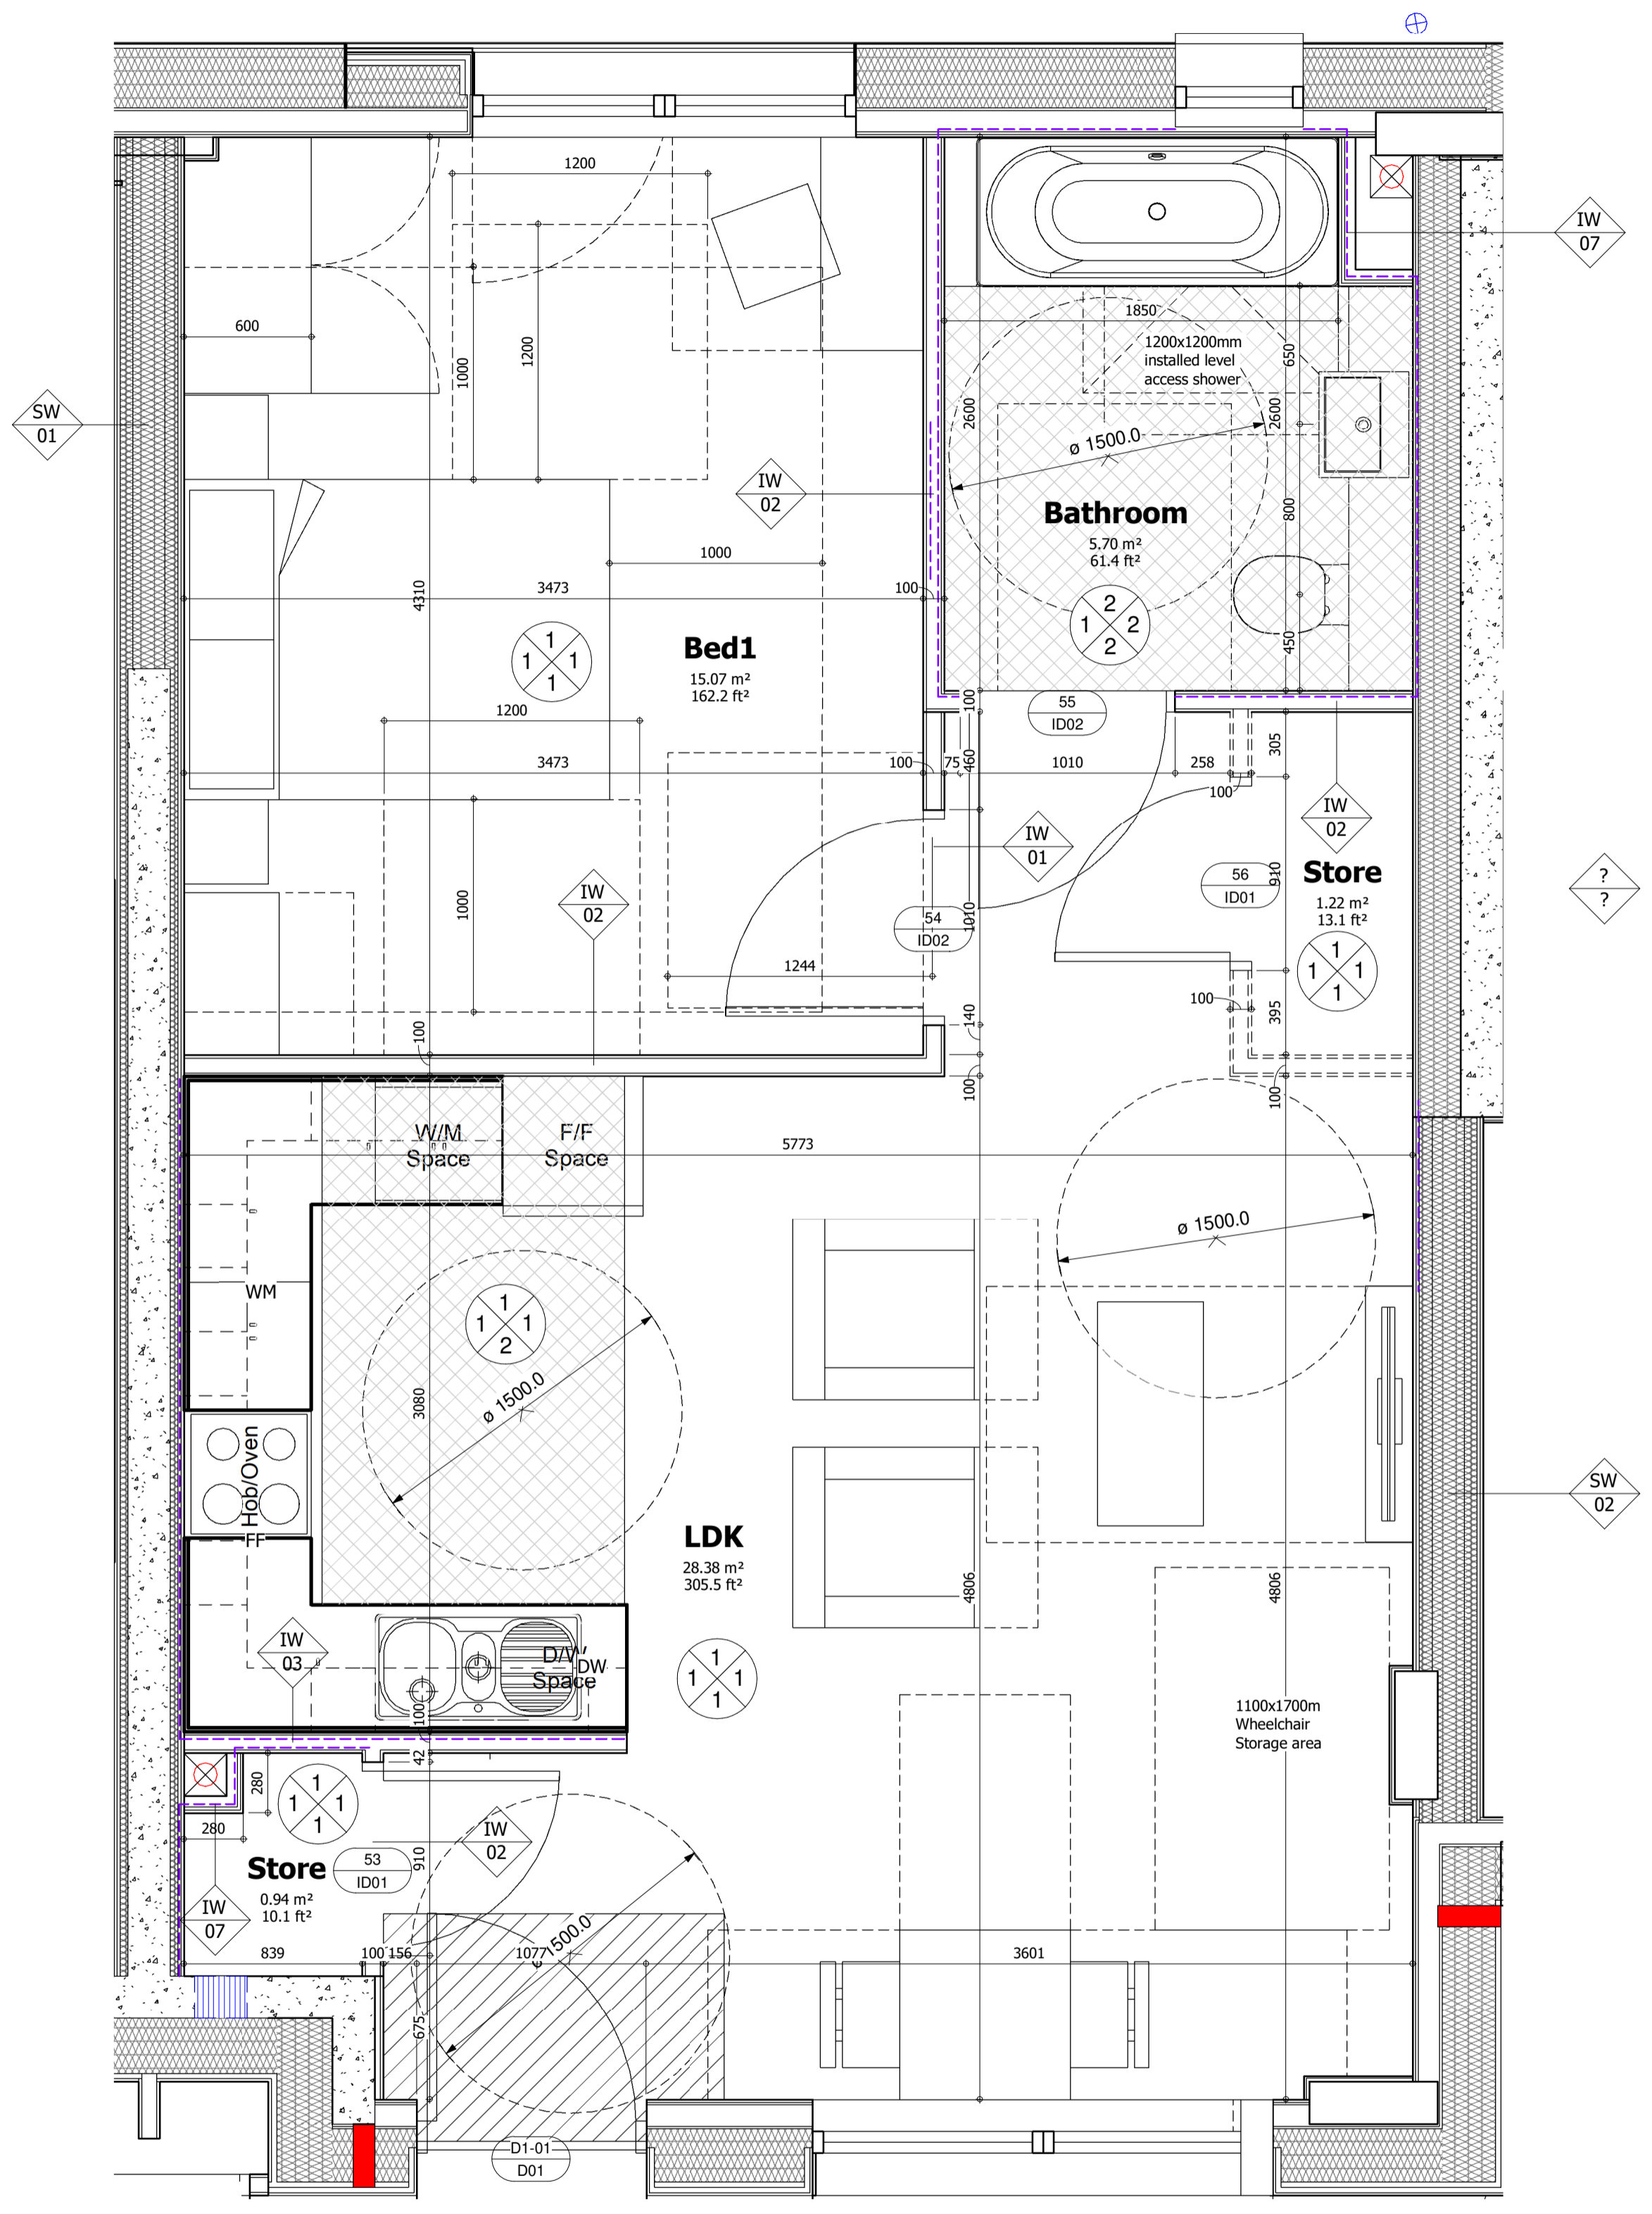 1200
IW
07
600
1000
1200
1850
1200x1200mm
installed level
access shower
650
SW
01
2600
2600
ø 1500.0
IW
02
800
Bathroom
5.70 m²
61.4 ft²
1000
4310
3473
100
2
1 2
2
450
1
1 1
1
Bed1
15.07 m²
162.2 ft²
1200
100
55
ID02
305
3473
100
75
460
1010
258
100
IW
01
IW
02
Store
1.22 m²
13.1 ft²
56
ID01
910
?
?
1000
IW
02
54
ID02
1010
1
1 1
1
1244
100
395
140
100
100
100
5773
W/M
Space
F/F
Space
ø 1500.0
WM
1
1 1
2
ø 1500.0
3080
Hob/Oven
FF
SW
02
LDK
28.38 m²
305.5 ft²
4806
4806
IW
03
D/W
Space
DW
1
1 1
1
100
1100x1700m
Wheelchair
Storage area
42
280
1
1 1
1
280
IW
02
Store
0.94 m²
10.1 ft²
53
ID01
910
IW
07
839
100
156
1077
1500.0
3601
675
D1-01
D01